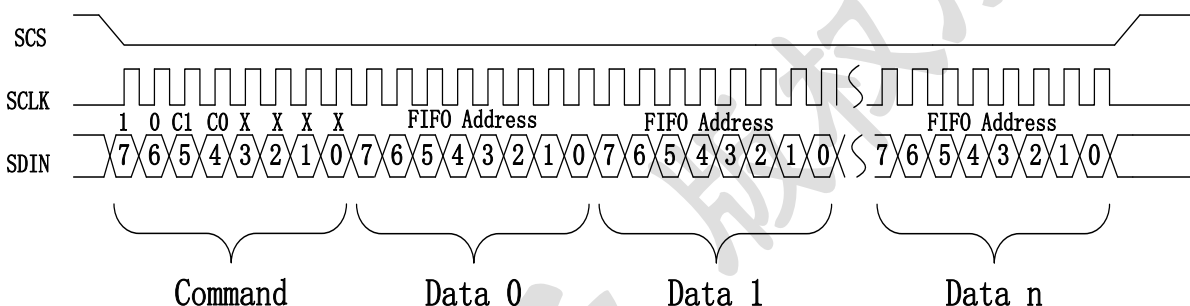 SCS
SCLK
1 0 C1 C0 X X X X FIFO Address FIFO Address FIFO Address
SDIN 7 6 5 4 3 2 1 0 7 6 5 4 3 2 1 0 7 6 5 4 3 2 1 0 7 6 5 4 3 2 1 0
Command Data 0 Data 1 Data n
版权